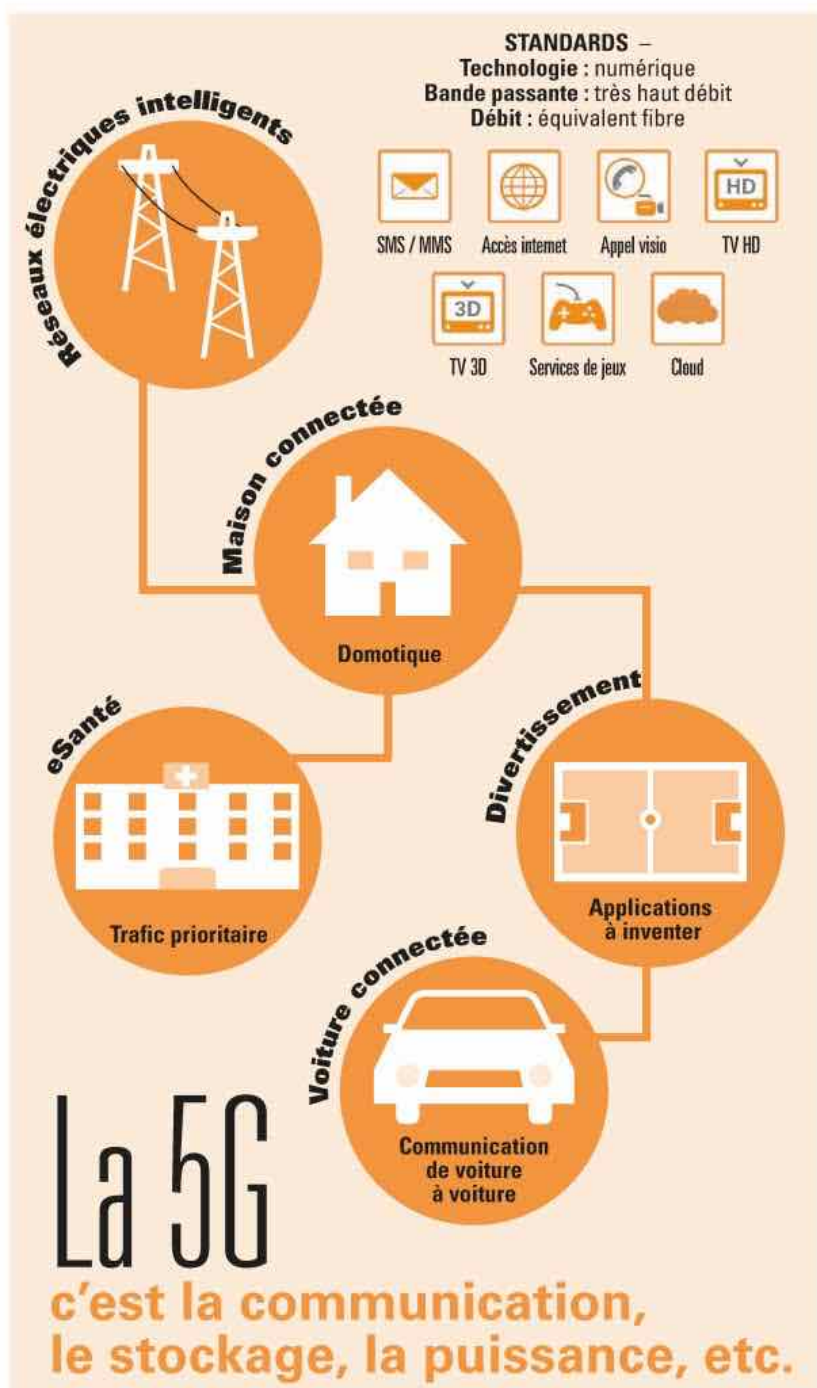 STANDARDS –
Technologie : numérique
Bande passante : très haut débit
Débit : équivalent fibre
HD
SMS / MMS
Accès internet
Appel visio
TV HD
3D
TV 3D
Services de jeux
Cloud
Réseaux électriques intelligents
Maison connectée
Domotique
eSanté
Trafic prioritaire
Divertissement
Applications
à inventer
Voiture connectée
Communication
de voiture
à voiture
La 5G
c'est la communication,
le stockage, la puissance, etc.